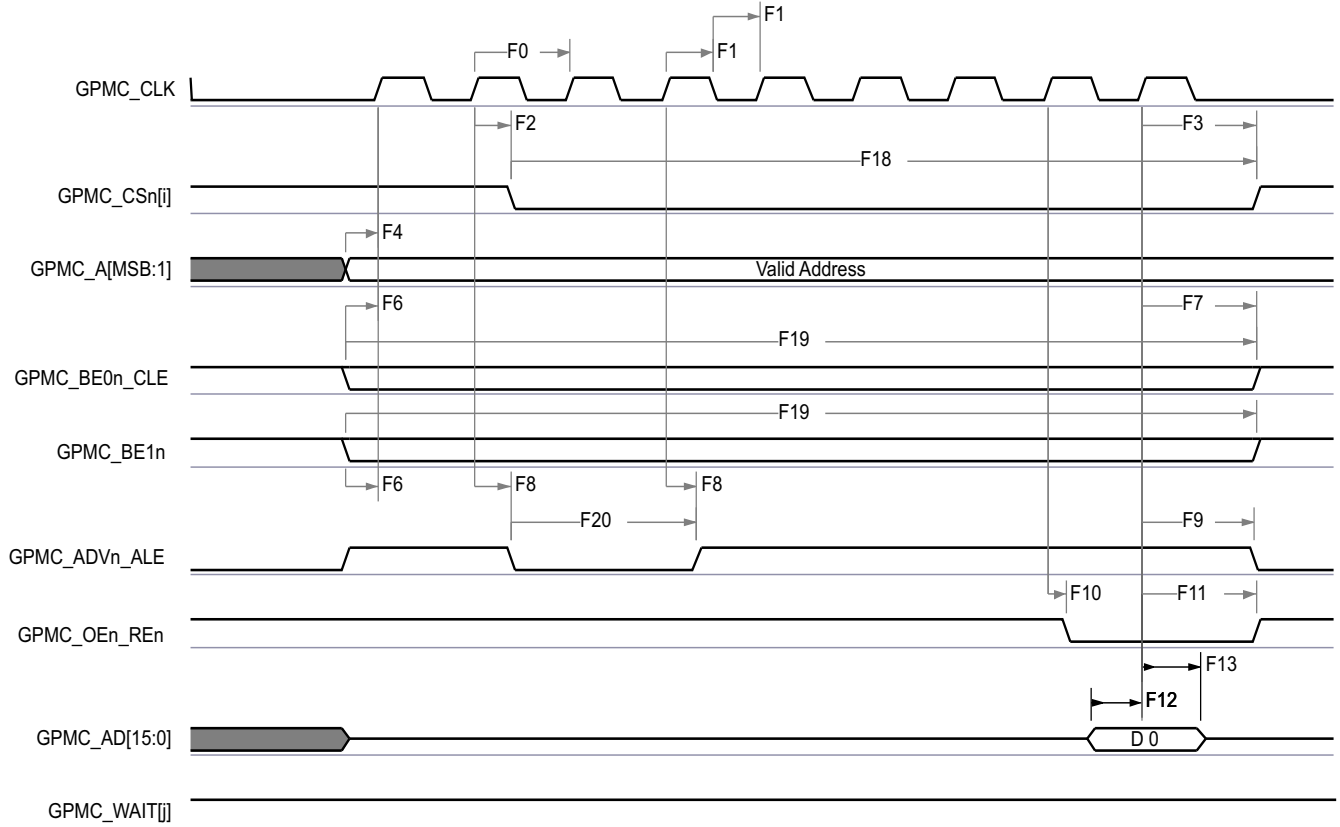 F1
F0
F1
GPMC_CLK
F2
F3
F18
GPMC_CSn[i]
F4
GPMC_A[MSB:1]
Valid Address
F6
F7
F19
GPMC_BE0n_CLE
F19
GPMC_BE1n
F6
F8
F8
F20
F9
GPMC_ADVn_ALE
F10
F11
GPMC_OEn_REn
F13
F12
GPMC_AD[15:0]
D 0
GPMC_WAIT[j]